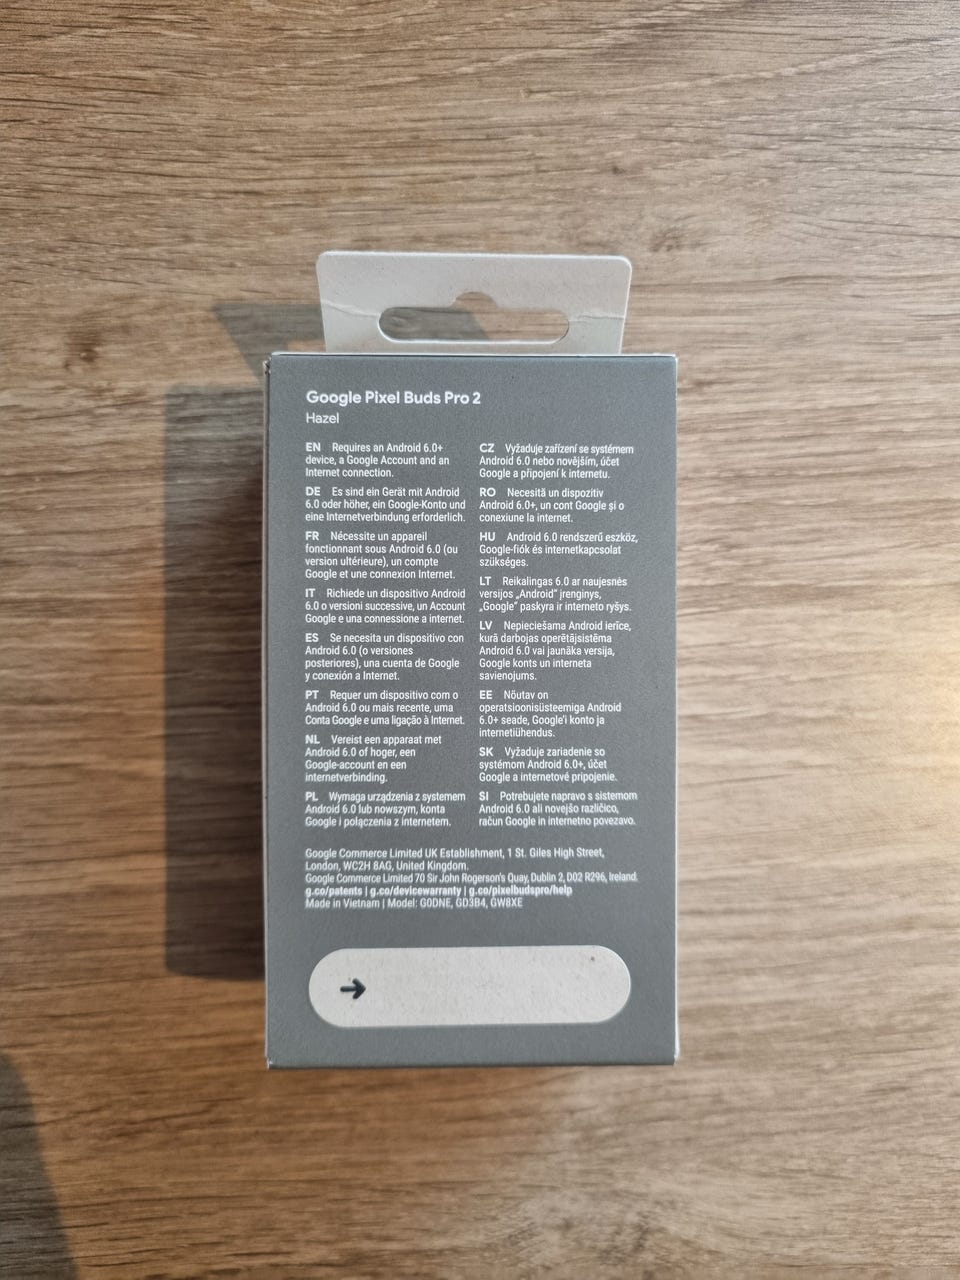 Google Pixel Buds Pro 2
Hazel
EN Requires an Android 6.0+
device, a Google Account and an
Internet connection.
DE Es sind ein Gerät mit Android
6.0 oder höher, ein Google-Konto und
eine Internetverbindung erforderlich.
FR Nécessite un appareil
fonctionnant sous Android 6.0 (ou
version ultérieure), un compte
Google et une connexion Internet.
IT Richiede un dispositivo Android
6.0 o versioni successive, un Account
Google e una connessione a internet.
ES Se necesita un dispositivo con
Android 6.0 (o versiones
posteriores), una cuenta de Google
y conexión a Internet.
PT Requer um dispositivo com o
Android 6.0 ou mais recente, uma
Conta Google e uma ligação à Internet.
NL Vereist een apparaat met
Android 6.0 of hoger, een
Google-account en een
internetverbinding.
PL Wymaga urządzenia z systemem
Android 6.0 lub nowszym, konta
Google i połączenia z internetem.
CZ Vyžaduje zařízení se systémem
Android 6.0 nebo novějším, účet
Google a připojení k internetu.
RO Necesită un dispozitiv
Android 6.0+, un cont Google și o
conexiune la internet.
HU Android 6.0 rendszerű eszköz,
Google-fiók és internetkapcsolat
szükséges.
LT Reikalingas 6.0 ar naujesnės
versijos „Android“ įrenginys,
„Google“ paskyra ir interneto ryšys.
LV Nepieciešama Android ierīce,
kurā darbojas operētājsistēma
Android 6.0 vai jaunāka versija,
Google konts un interneta
savienojums.
EE Nõutav on
operatsioonisüsteemiga Android
6.0+ seade, Google'i konto ja
internetiühendus.
SK Vyžaduje zariadenie so
systémom Android 6.0+, účet
Google a internetové pripojenie.
SI Potrebujete napravo s sistemom
Android 6.0 ali novejšo različico,
račun Google in internetno povezavo.
Google Commerce Limited UK Establishment, 1 St. Giles High Street,
London, WC2H 8AG, United Kingdom.
Google Commerce Limited 70 Sir John Rogerson's Quay, Dublin 2, D02 R296, Ireland.
g.co/patents | g.co/devicewarranty | g.co/pixelbudspro/help
Made in Vietnam | Model: G0DNE, GD3B4, GW8XE